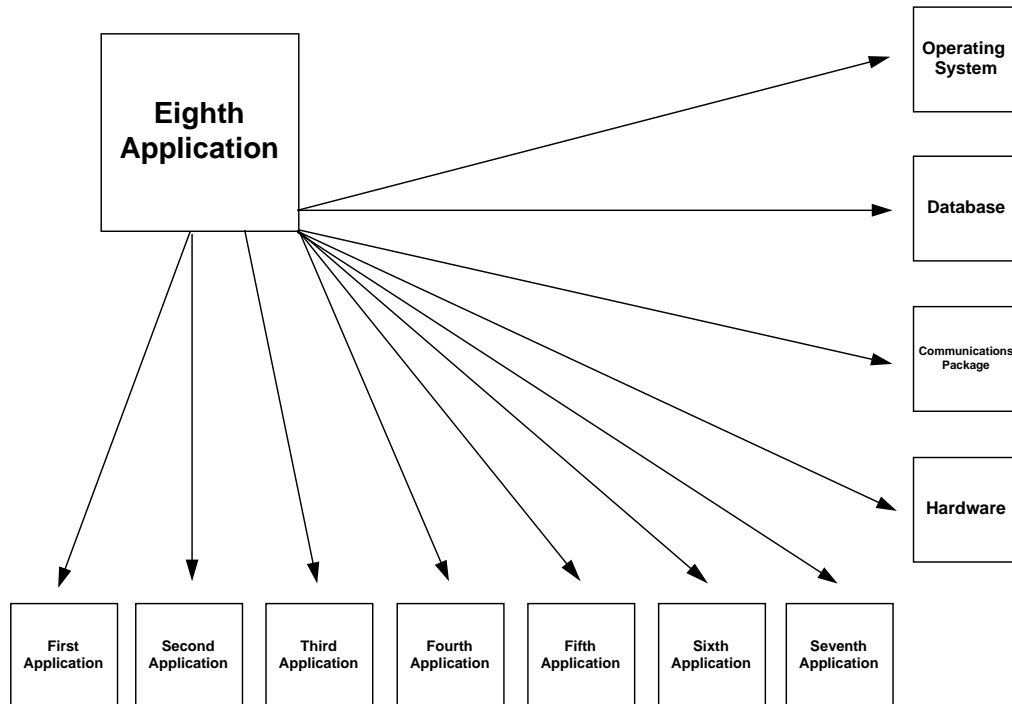 Eighth
Application
Operating
System
Database
Communications
Package
Hardware
First
Application
Second
Application
Third
Application
Fourth
Application
Fifth
Application
Sixth
Application
Seventh
Application